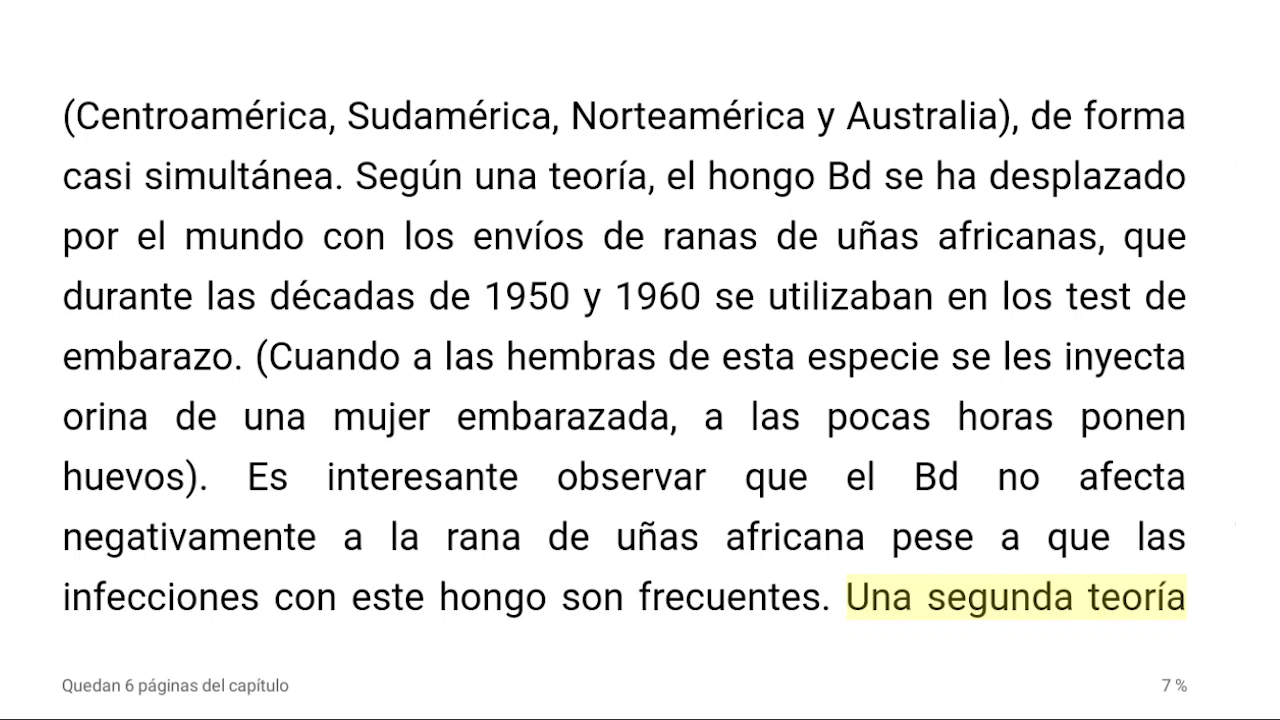 (Centroamérica, Sudamérica, Norteamérica y Australia), de forma
casi simultánea. Según una teoría, el hongo Bd se ha desplazado
por el mundo con los envíos de ranas de uñas africanas, que
durante las décadas de 1950 y 1960 se utilizaban en los test de
embarazo. (Cuando a las hembras de esta especie se les inyecta
orina de una mujer embarazada, a las pocas horas ponen
huevos). Es interesante observar que el Bd no afecta
negativamente a la rana de uñas africana pese a que las
infecciones con este hongo son frecuentes. Una segunda teoría
Quedan 6 páginas del capítulo
7 %